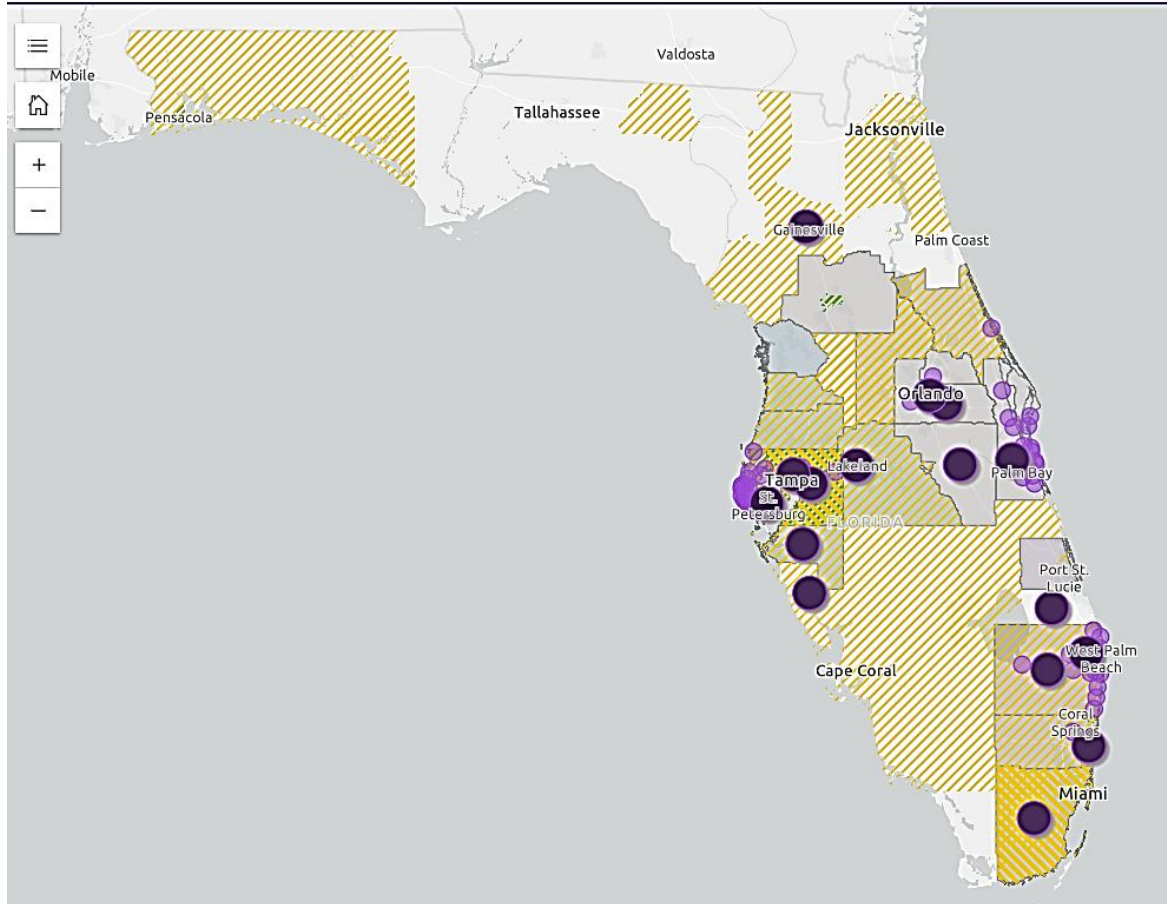 Valdosta
Mobile
Tallahassee
Pensacola
Jacksonville
Gainesville
Palm Coast
Orlando
Lakeland
Palm Bay
Tampa
St.
Petersburg
FLORIDA
Port St.
Lucie
West Palm
Beach
Cape Coral
Coral
Springs
Miami